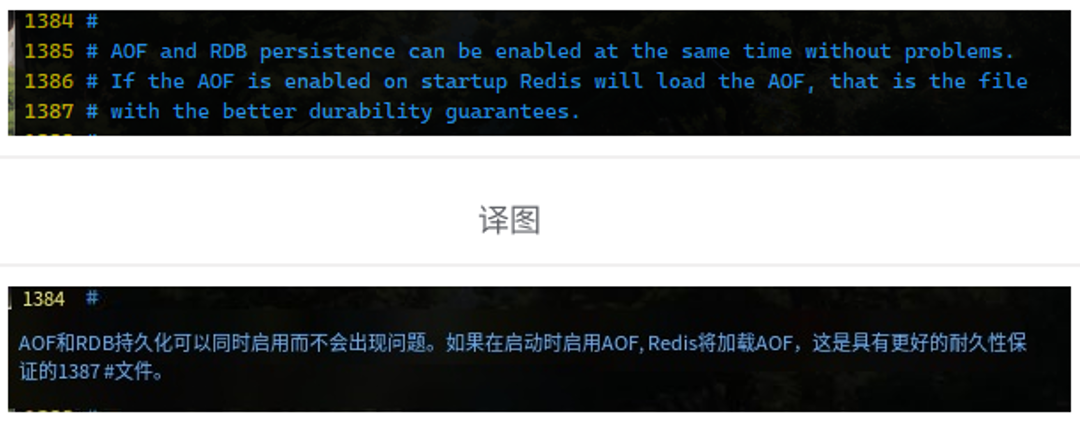 1384 #
1385 # AOF and RDB persistence can be enabled at the same time without problems.
1386 # If the AOF is enabled on startup Redis will load the AOF, that is the file
1387 # with the better durability guarantees.
译图
1384 #
AOF和RDB持久化可以同时启用而不会出现问题。如果在启动时启用AOF, Redis将加载AOF，这是具有更好的耐久性保
证的1387 #文件。